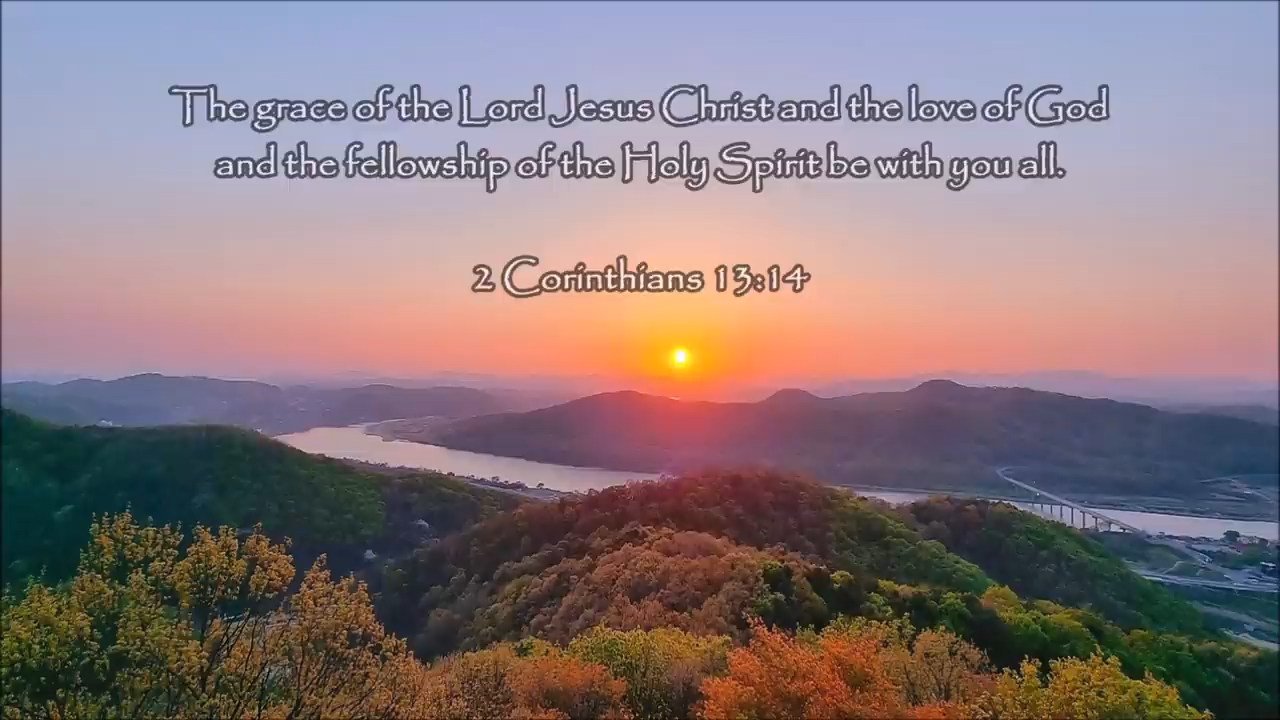 The grace of the Lord Jesus Christ and the love of God
and the fellowship of the Holy Spirit be with you all.
2 Corinthians 13:14